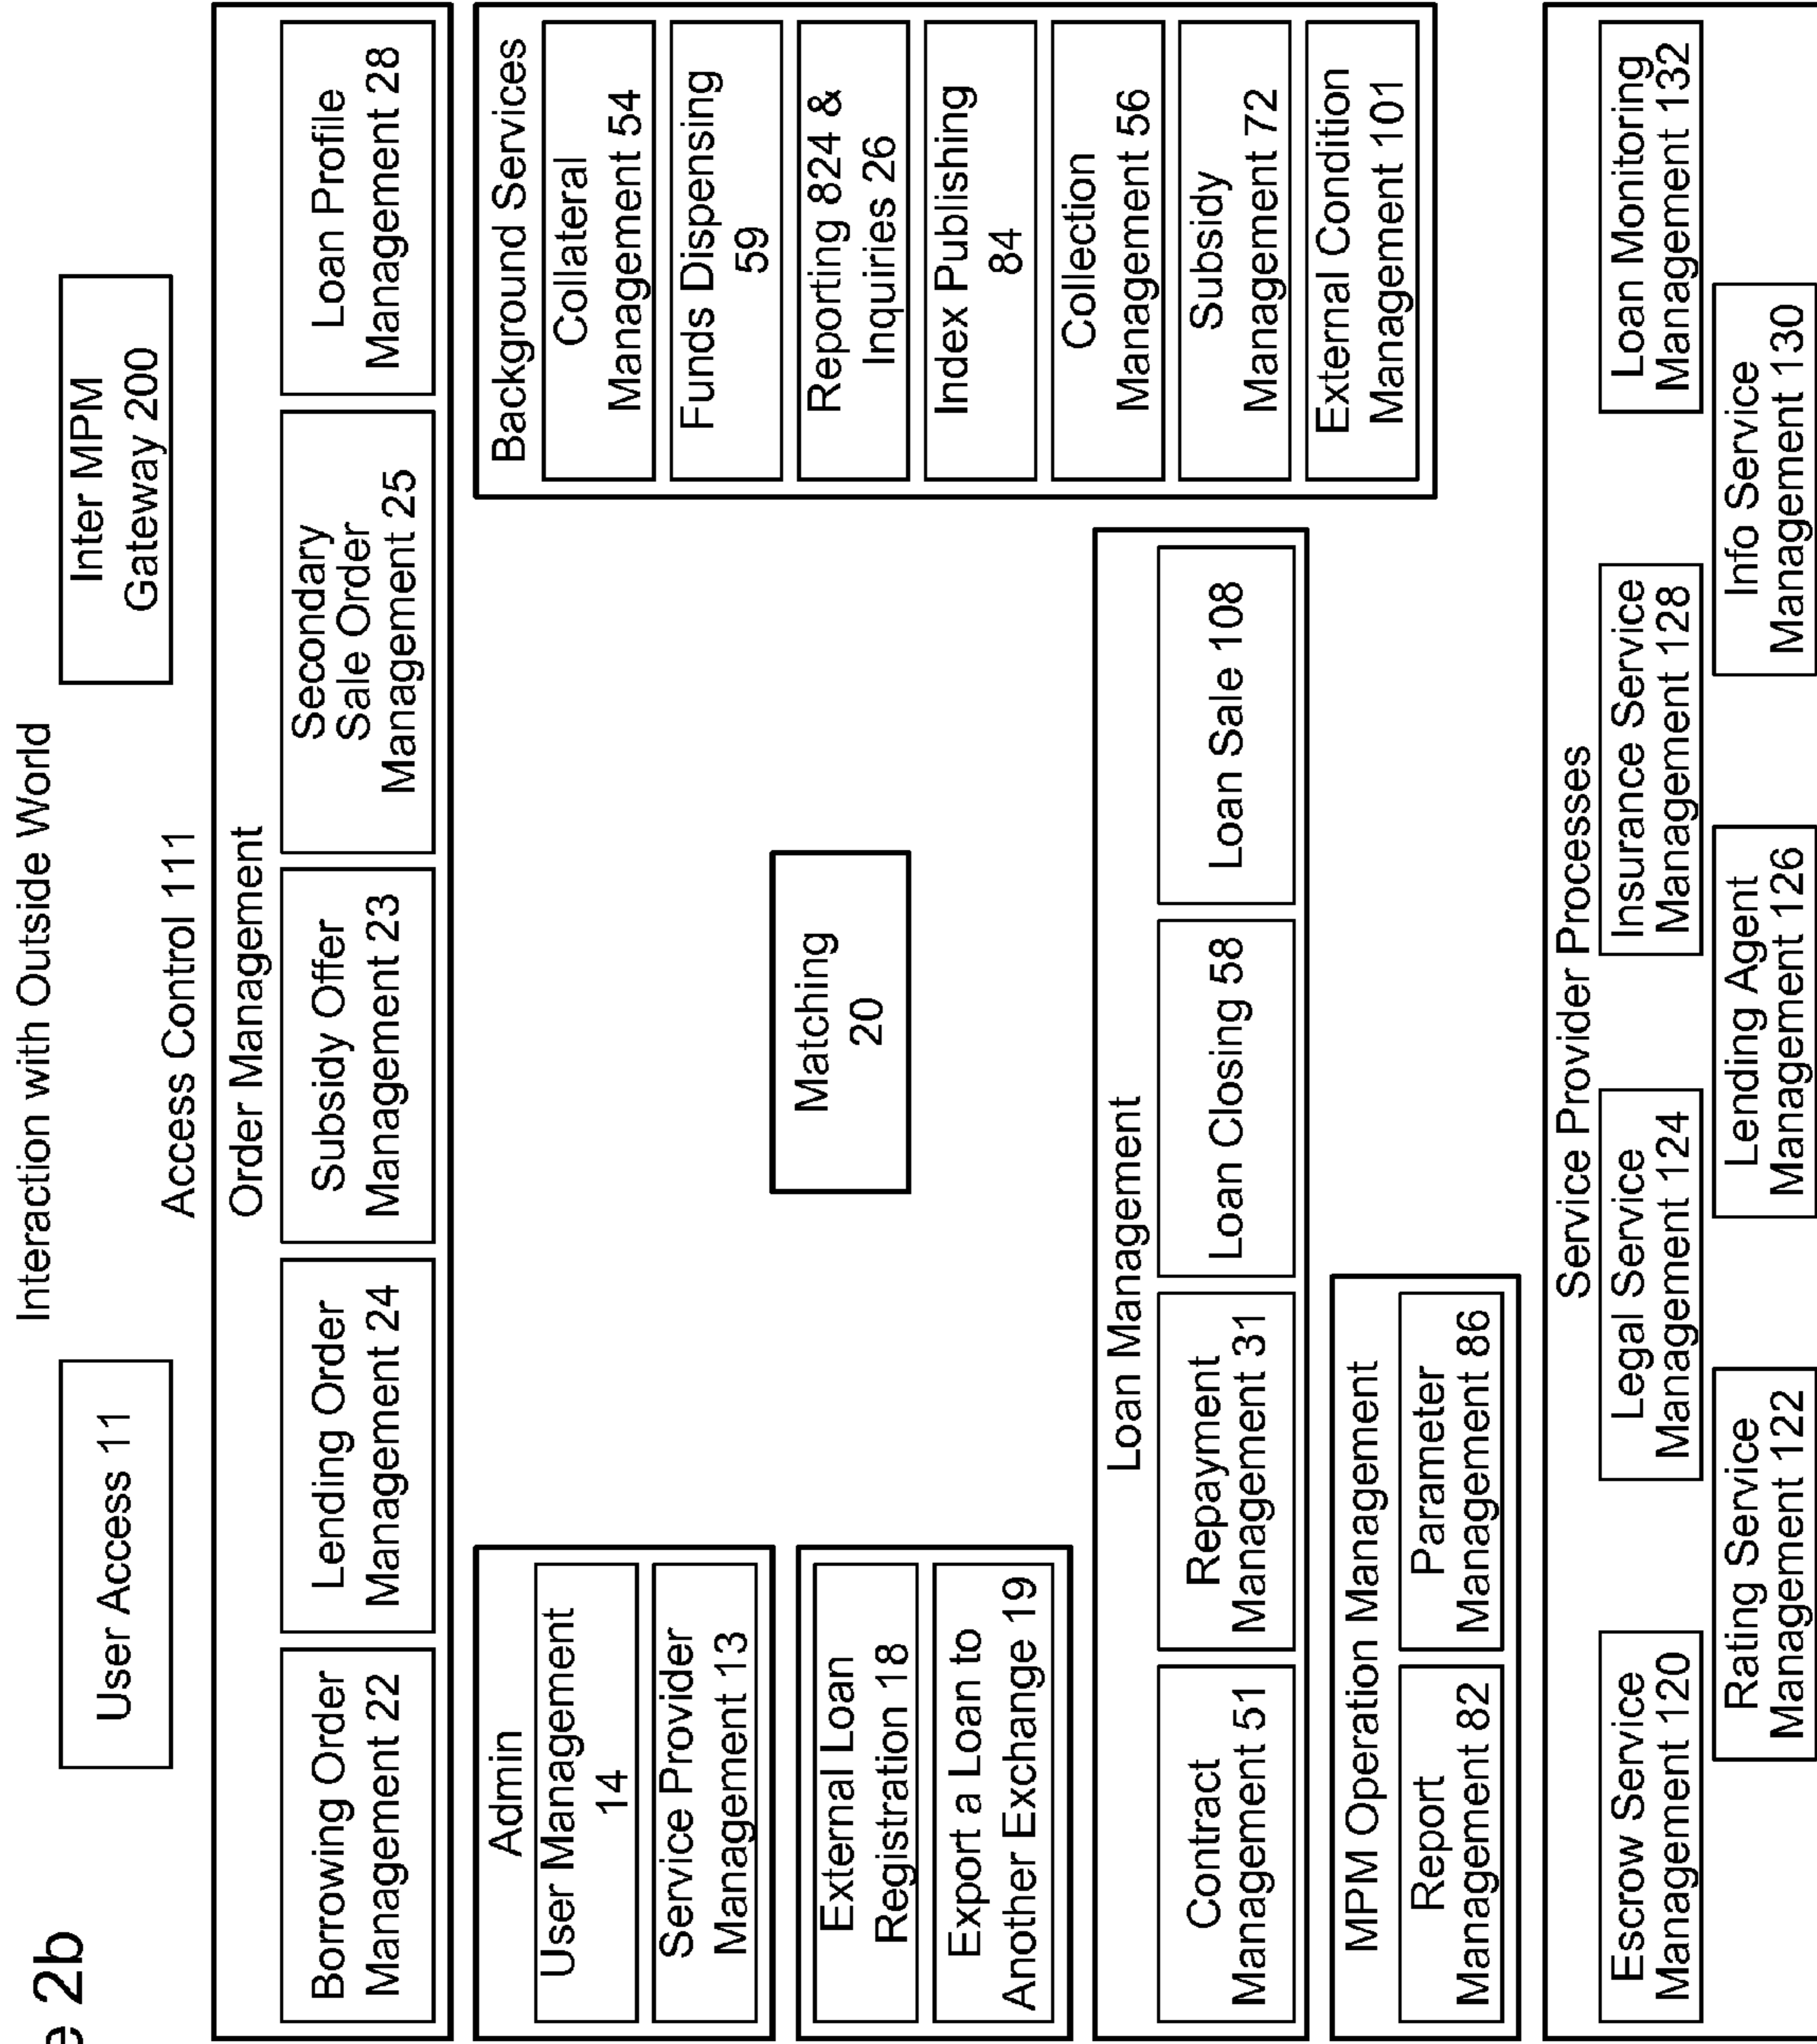 e 2b
Interaction with Outside World
User Access 11
Inter MPM
Gateway 200
Access Control 111
Order Management
Borrowing Order
Management 22
Lending Order
Management 24
Subsidy Offer
Management 23
Secondary
Sale Order
Management 25
Loan Profile
Management 28
Admin
User Management
14
Service Provider
Management 13
External Loan
Registration 18
Export a Loan to
Another Exchange 19
Matching
20
Background Services
Collateral
Management 54
Funds Dispensing
59
Reporting 824 &
Inquiries 26
Index Publishing
84
Collection
Management 56
Subsidy
Management 72
External Condition
Management 101
Loan Management
Contract
Management 51
Repayment
Management 31
Loan Closing 58
Loan Sale 108
MPM Operation Management
Report
Management 82
Parameter
Management 86
Service Provider Processes
Escrow Service
Management 120
Legal Service
Management 124
Insurance Service
Management 128
Loan Monitoring
Management 132
Rating Service
Management 122
Lending Agent
Management 126
Info Service
Management 130